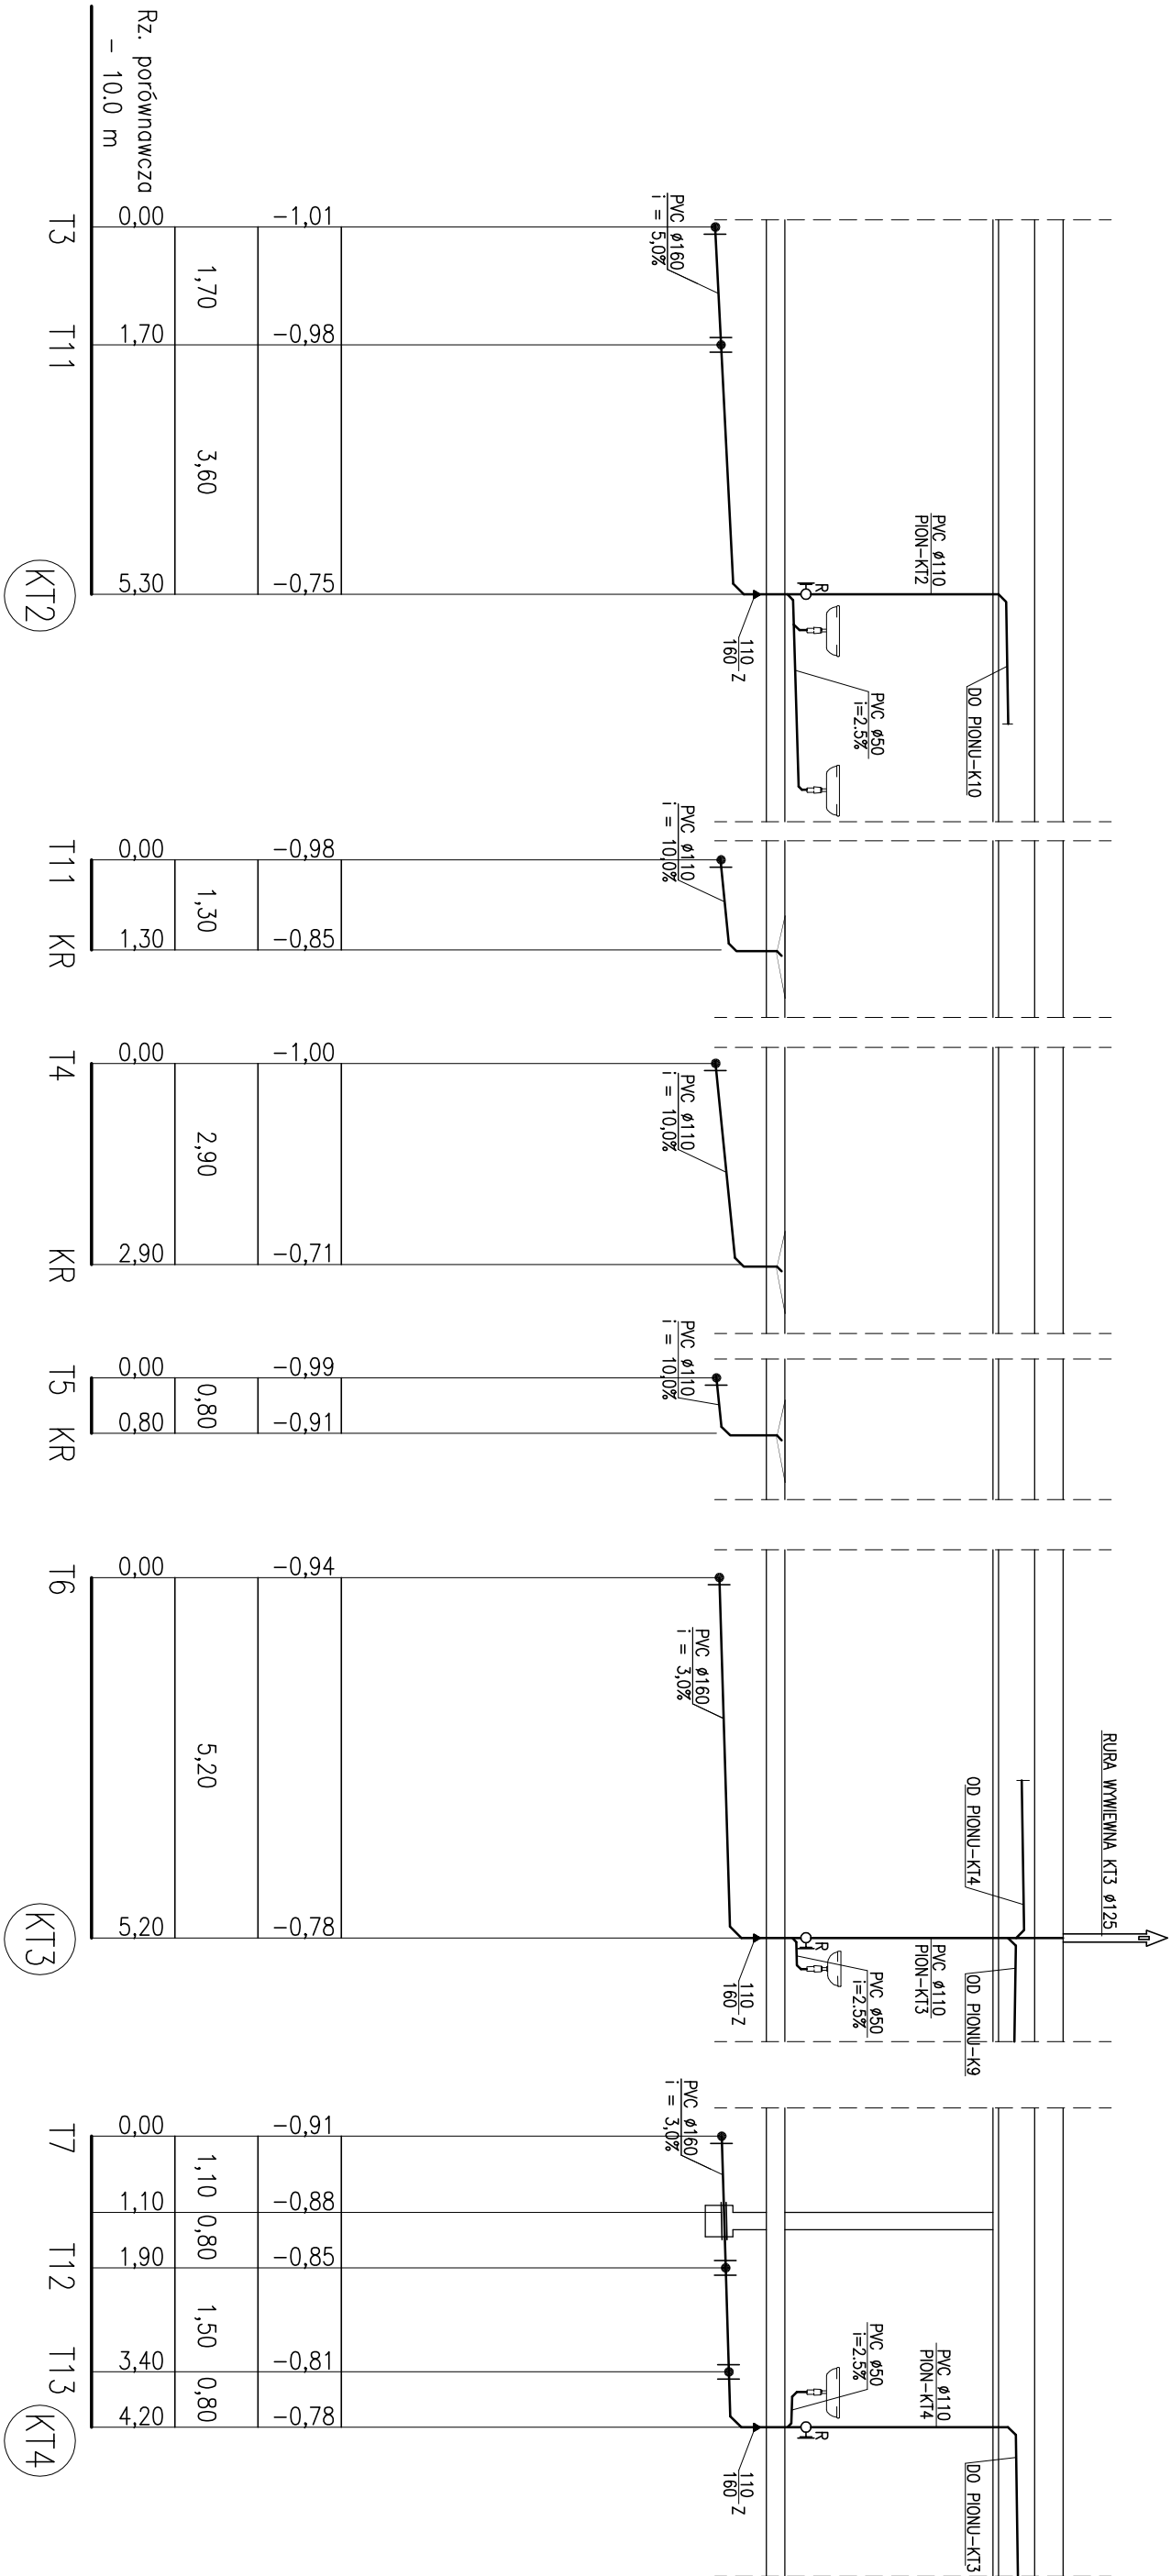 RURA WYWIEWNA KT3 ø125
DO PIONU-K10
OD PIONU-KT4
OD PIONU-K9
DO PIONU-KT3
PVC ø110
PION-KT2
PVC ø110
PION-KT3
PVC ø110
PION-KT4
PVC ø50
i=2.5%
PVC ø50
i=2.5%
PVC ø50
i=2.5%
R
R
R
110
160
Z
110
160
Z
110
160
Z
PVC ø160
i = 5,0%
PVC ø110
i = 10,0%
PVC ø110
i = 10,0%
PVC ø110
i = 10,0%
PVC ø160
i = 3,0%
PVC ø160
i = 3,0%
-1,01 -0,98 -0,75 -0,98 -0,85 -1,00 -0,71 -0,99 -0,91 -0,94 -0,78 -0,91 -0,88 -0,85 -0,81 -0,78
1,70 3,60 1,30 2,90 0,80 5,20 1,10 0,80 1,50 0,80
Rz. porównawcza
- 10.0 m
0,00 1,70 5,30 0,00 1,30 0,00 2,90 0,00 0,80 0,00 5,20 0,00 1,10 1,90 3,40 4,20
T3 T11 KT2 T11 KR T4 KR T5 KR T6 KT3 T7 T12 T13 KT4